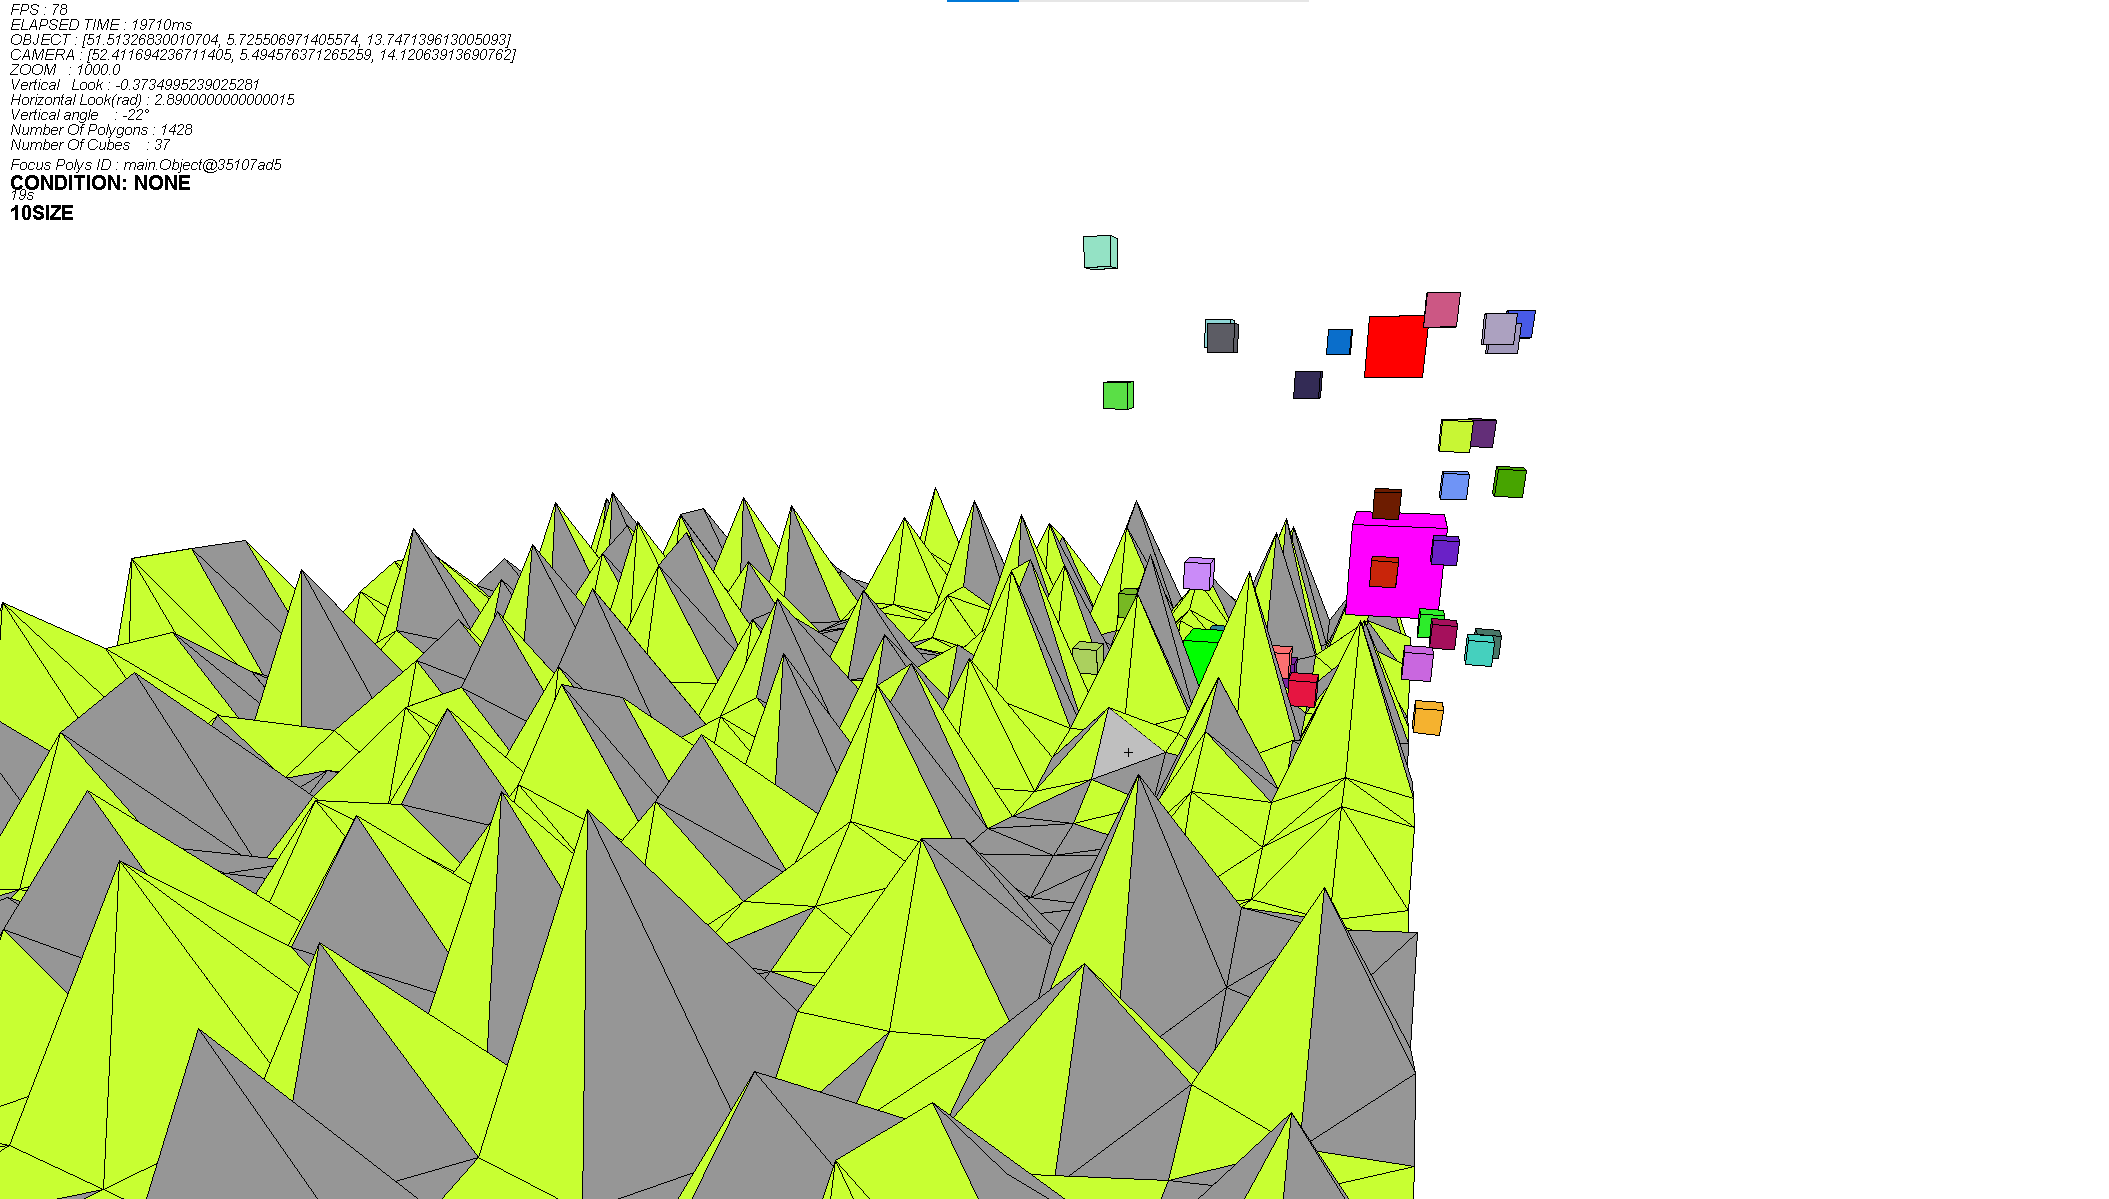 FPS : 78
ELAPSED TIME : 19710ms
OBJECT : [51.51326830010704, 5.725506971405574, 13.747139613005093]
CAMERA : [52.411694236711405, 5.494576371265259, 14.12063913690762]
ZOOM : 1000.0
Vertical Look : -0.3734995239025281
Horizontal Look(rad) : 2.8900000000000015
Vertical angle : -22°
Number Of Polygons : 1428
Number Of Cubes : 37
Focus Polys ID : main.Object@35107ad5
CONDITION: NONE
19s
10SIZE